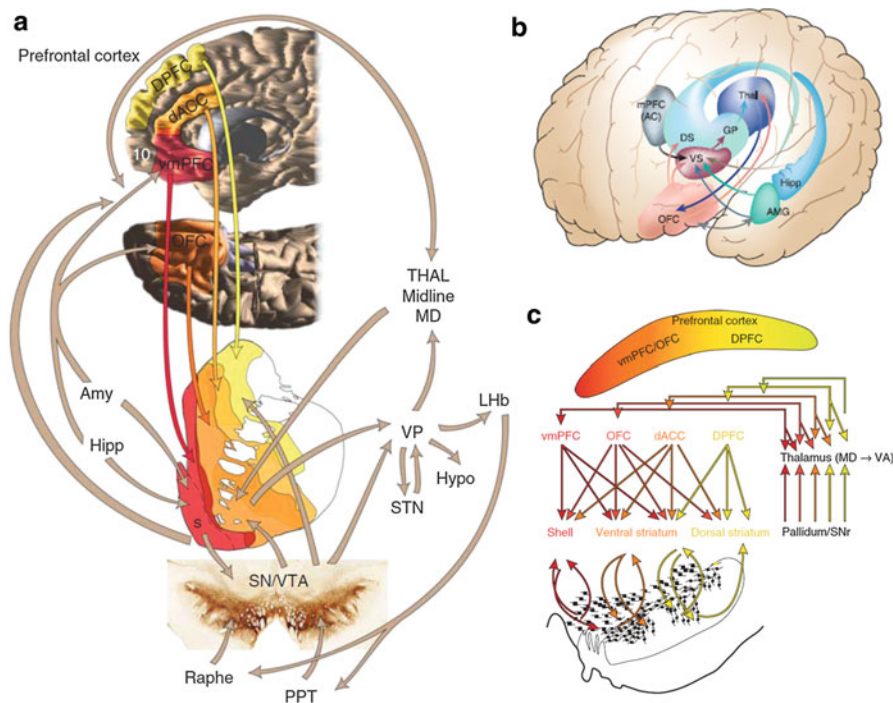 a
Prefrontal cortex
DPFC
dACC
10
vmPFC
OFC
THAL
Midline
MD
Amy
Hipp
LHb
VP
Hypo
STN
S
SN/VTA
Raphe
PPT
b
mPFC
(AC)
Thal
DS
GP
VS
Hipp
OFC
AMG
c
Prefrontal cortex
vmPFC/OFC
DPFC
vmPFC OFC dACC DPFC
Thalamus (MD → VA)
Shell Ventral striatum Dorsal striatum
Pallidum/SNr